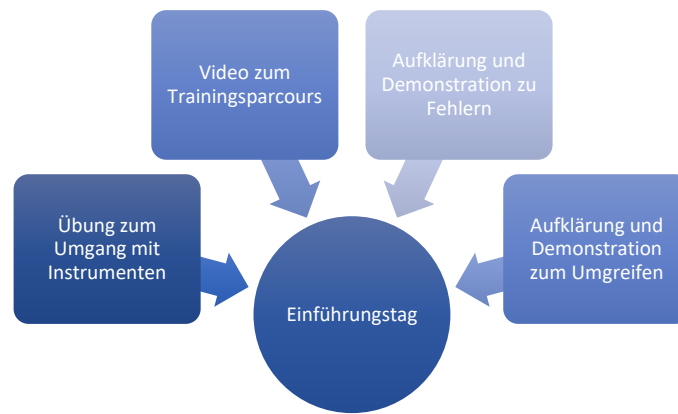 Video zum
Trainingsparcours
Aufklärung und
Demonstration zu
Fehlern
Übung zum
Umgang mit
Instrumenten
Aufklärung und
Demonstration
zum Umgreifen
Einführungstag